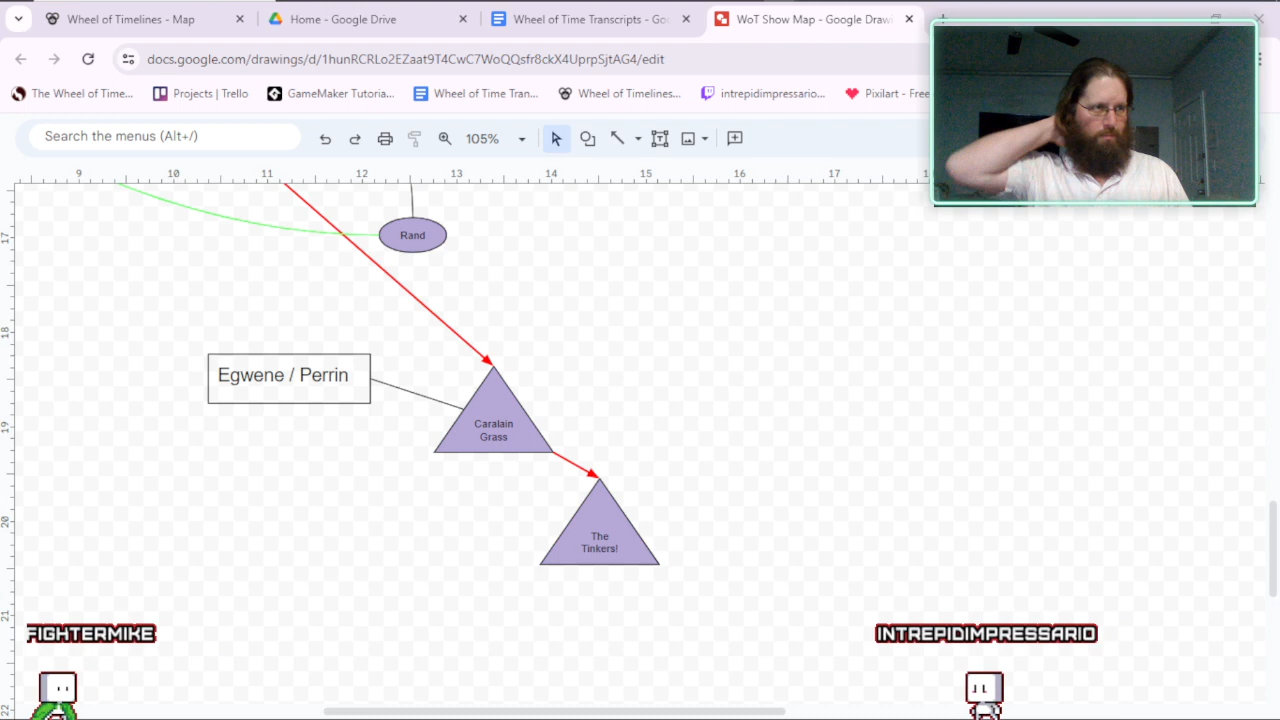 Wheel of Timelines - Map
Home - Google Drive
Wheel of Time Transcripts - Go
WoT Show Map - Google Drawi
docs.google.com/drawings/d/1hunRCRLo2EZaat9T4CwC7WoQQsfr8ckX4UprpSjtAG4/edit
The Wheel of Time...
Projects | Trello
GameMaker Tutoria...
Wheel of Time Tran...
Wheel of Timelines...
intrepidimpressario...
Pixilart - Free
Search the menus (Alt+/)
105%
9 10 11 12 13 14 15 16 17
17
18
19
20
21
22
Rand
Egwene / Perrin
Caralain
Grass
The
Tinkers!
FIGHTERMIKE
INTREPIDIMPRESSARIO